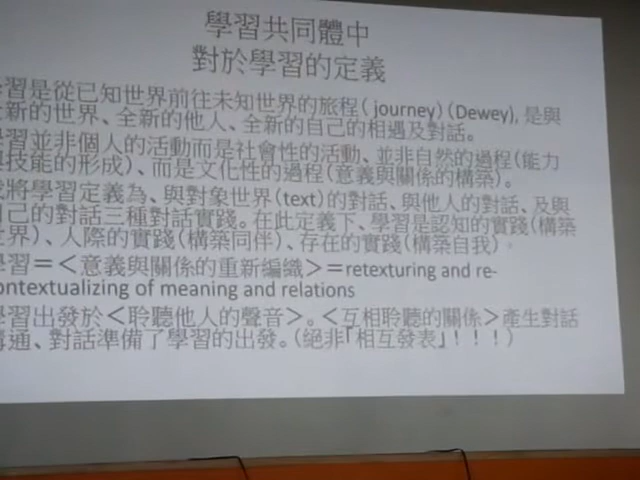 學習共同體中
對於學習的定義
習是從已知世界前往未知世界的旅程(journey)(Dewey),是與
全新的世界、全新的他人、全新的自己的相遇及對話。
學習並非個人的活動而是社會性的活動、並非自然的過程(能力
與技能的形成)、而是文化性的過程(意義與關係的構築)。
將學習定義為、與對象世界(text)的對話、與他人的對話、及與
自己的對話三種對話實踐。在此定義下、學習是認知的實踐(構築
世界)、人際的實踐(構築同伴)、存在的實踐(構築自我)。
學習＝＜意義與關係的重新編織＞＝retexturing and re-
ontextualizing of meaning and relations
學習出發於＜聆聽他人的聲音＞。＜互相聆聽的關係＞產生對話
溝通、對話準備了學習的出發。(絕非「相互發表」！！！)